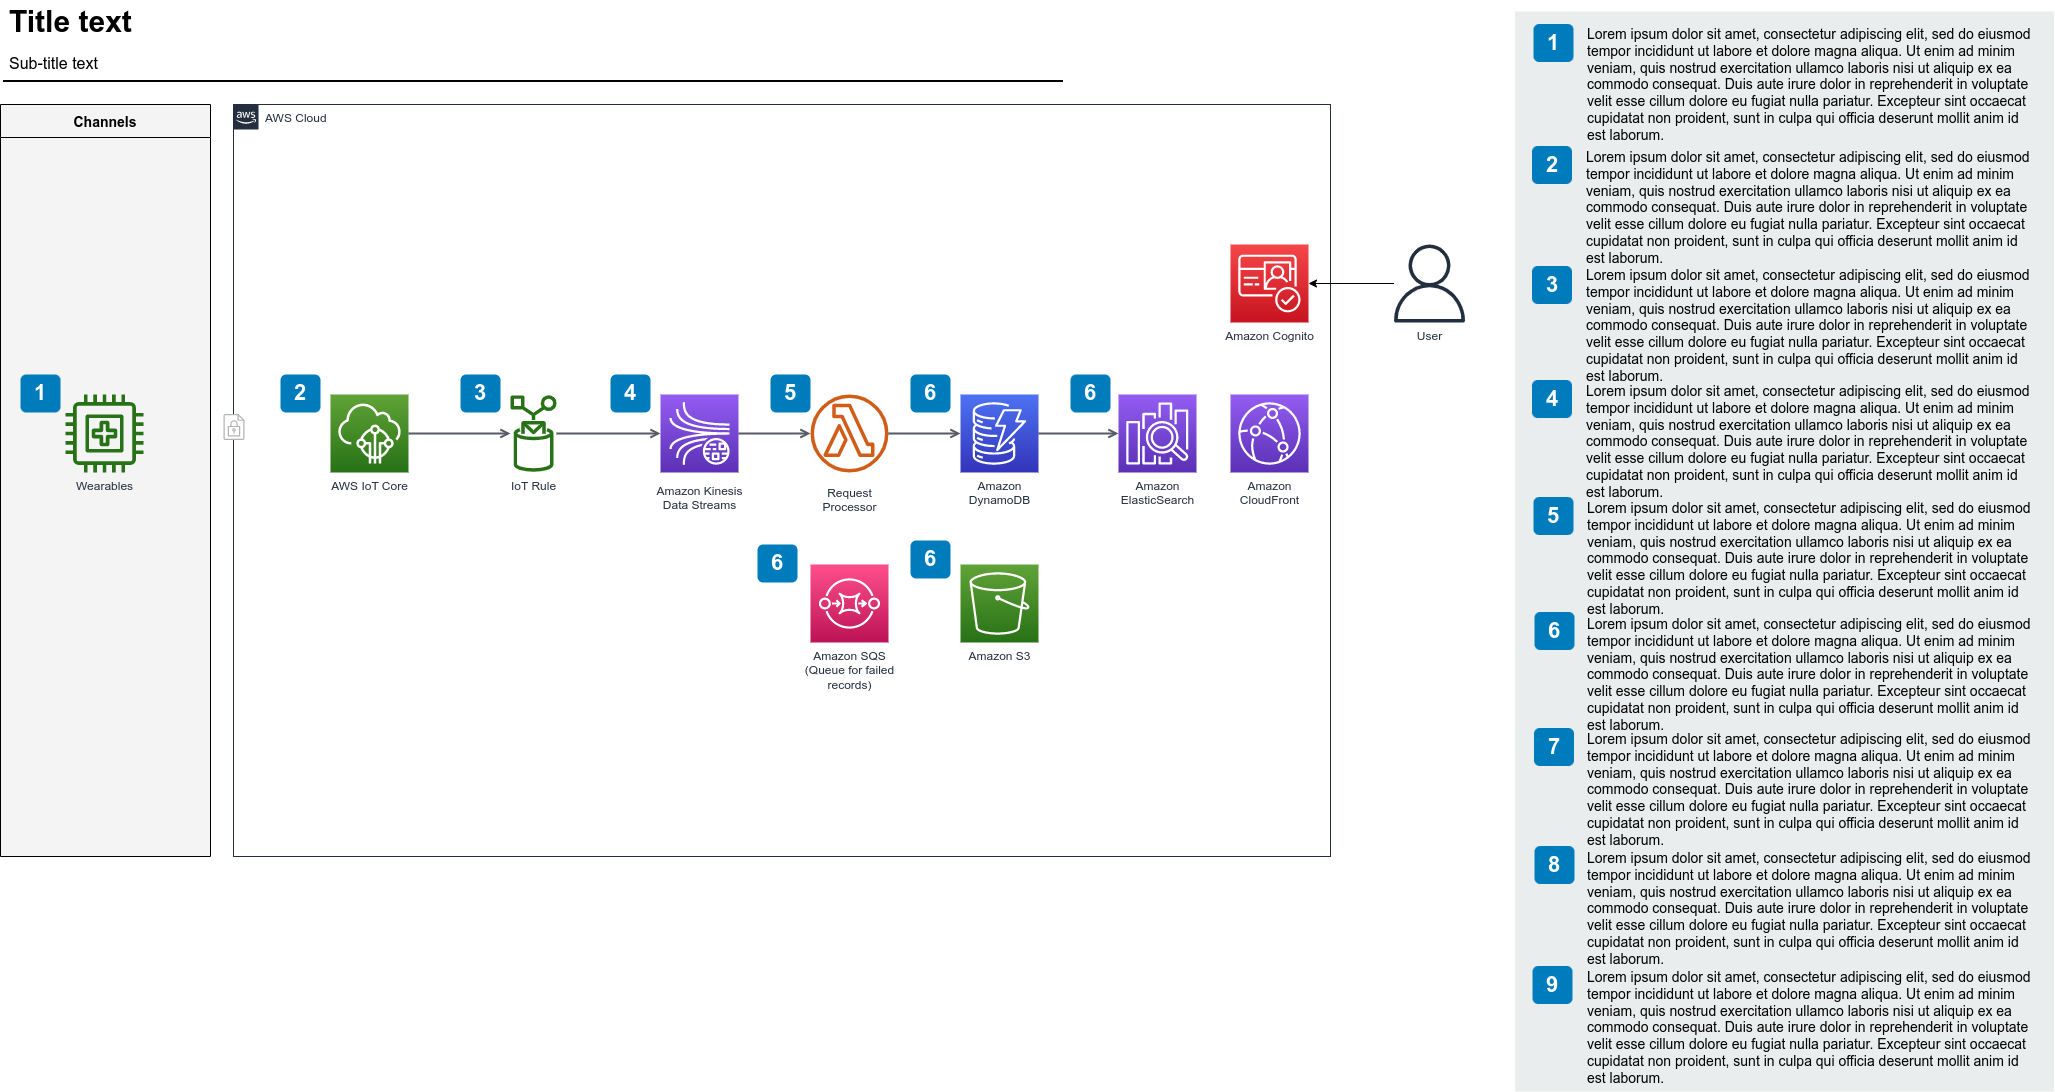 Title text
Sub-title text
Channels
aws
AWS Cloud
Amazon Cognito
User
1
2
3
4
5
6
6
Wearables
AWS IoT Core
IoT Rule
Amazon Kinesis
Data Streams
Request
Processor
Amazon
DynamoDB
Amazon
ElasticSearch
Amazon
CloudFront
6
6
Amazon SQS
(Queue for failed
records)
Amazon S3
1
Lorem ipsum dolor sit amet, consectetur adipiscing elit, sed do eiusmod
tempor incididunt ut labore et dolore magna aliqua. Ut enim ad minim
veniam, quis nostrud exercitation ullamco laboris nisi ut aliquip ex ea
commodo consequat. Duis aute irure dolor in reprehenderit in voluptate
velit esse cillum dolore eu fugiat nulla pariatur. Excepteur sint occaecat
cupidatat non proident, sunt in culpa qui officia deserunt mollit anim id
est laborum.
2
Lorem ipsum dolor sit amet, consectetur adipiscing elit, sed do eiusmod
tempor incididunt ut labore et dolore magna aliqua. Ut enim ad minim
veniam, quis nostrud exercitation ullamco laboris nisi ut aliquip ex ea
commodo consequat. Duis aute irure dolor in reprehenderit in voluptate
velit esse cillum dolore eu fugiat nulla pariatur. Excepteur sint occaecat
cupidatat non proident, sunt in culpa qui officia deserunt mollit anim id
est laborum.
3
Lorem ipsum dolor sit amet, consectetur adipiscing elit, sed do eiusmod
tempor incididunt ut labore et dolore magna aliqua. Ut enim ad minim
veniam, quis nostrud exercitation ullamco laboris nisi ut aliquip ex ea
commodo consequat. Duis aute irure dolor in reprehenderit in voluptate
velit esse cillum dolore eu fugiat nulla pariatur. Excepteur sint occaecat
cupidatat non proident, sunt in culpa qui officia deserunt mollit anim id
est laborum.
4
Lorem ipsum dolor sit amet, consectetur adipiscing elit, sed do eiusmod
tempor incididunt ut labore et dolore magna aliqua. Ut enim ad minim
veniam, quis nostrud exercitation ullamco laboris nisi ut aliquip ex ea
commodo consequat. Duis aute irure dolor in reprehenderit in voluptate
velit esse cillum dolore eu fugiat nulla pariatur. Excepteur sint occaecat
cupidatat non proident, sunt in culpa qui officia deserunt mollit anim id
est laborum.
5
Lorem ipsum dolor sit amet, consectetur adipiscing elit, sed do eiusmod
tempor incididunt ut labore et dolore magna aliqua. Ut enim ad minim
veniam, quis nostrud exercitation ullamco laboris nisi ut aliquip ex ea
commodo consequat. Duis aute irure dolor in reprehenderit in voluptate
velit esse cillum dolore eu fugiat nulla pariatur. Excepteur sint occaecat
cupidatat non proident, sunt in culpa qui officia deserunt mollit anim id
est laborum.
6
Lorem ipsum dolor sit amet, consectetur adipiscing elit, sed do eiusmod
tempor incididunt ut labore et dolore magna aliqua. Ut enim ad minim
veniam, quis nostrud exercitation ullamco laboris nisi ut aliquip ex ea
commodo consequat. Duis aute irure dolor in reprehenderit in voluptate
velit esse cillum dolore eu fugiat nulla pariatur. Excepteur sint occaecat
cupidatat non proident, sunt in culpa qui officia deserunt mollit anim id
est laborum.
7
Lorem ipsum dolor sit amet, consectetur adipiscing elit, sed do eiusmod
tempor incididunt ut labore et dolore magna aliqua. Ut enim ad minim
veniam, quis nostrud exercitation ullamco laboris nisi ut aliquip ex ea
commodo consequat. Duis aute irure dolor in reprehenderit in voluptate
velit esse cillum dolore eu fugiat nulla pariatur. Excepteur sint occaecat
cupidatat non proident, sunt in culpa qui officia deserunt mollit anim id
est laborum.
8
Lorem ipsum dolor sit amet, consectetur adipiscing elit, sed do eiusmod
tempor incididunt ut labore et dolore magna aliqua. Ut enim ad minim
veniam, quis nostrud exercitation ullamco laboris nisi ut aliquip ex ea
commodo consequat. Duis aute irure dolor in reprehenderit in voluptate
velit esse cillum dolore eu fugiat nulla pariatur. Excepteur sint occaecat
cupidatat non proident, sunt in culpa qui officia deserunt mollit anim id
est laborum.
9
Lorem ipsum dolor sit amet, consectetur adipiscing elit, sed do eiusmod
tempor incididunt ut labore et dolore magna aliqua. Ut enim ad minim
veniam, quis nostrud exercitation ullamco laboris nisi ut aliquip ex ea
commodo consequat. Duis aute irure dolor in reprehenderit in voluptate
velit esse cillum dolore eu fugiat nulla pariatur. Excepteur sint occaecat
cupidatat non proident, sunt in culpa qui officia deserunt mollit anim id
est laborum.